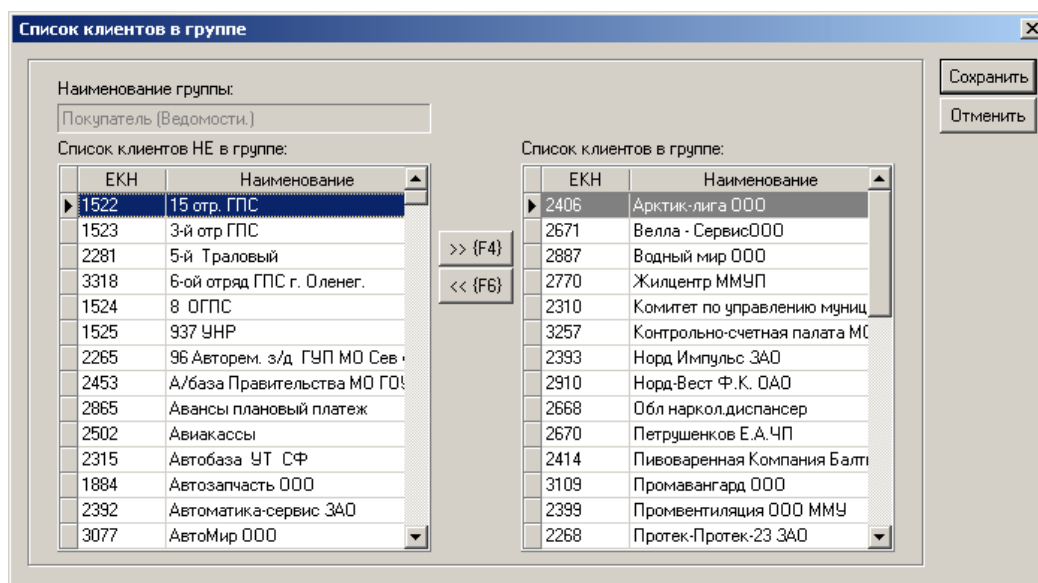 Список клиентов в группе
Сохранить
Отменить
Наименование группы:
Покупатель (Ведомости.)
Список клиентов НЕ в группе:
ЕКН Наименование
1522 15 отр. ГПС
1523 3-й отр ГПС
2281 5-й Траловый
3318 6-ой отряд ГПС г. Оленег.
1524 8 ОГПС
1525 937 УНР
2265 96 Авторем. з/д ГУП МО Сев
2453 А/база Правительства МО ГОУ
2865 Авансы плановый платеж
2502 Авиакассы
2315 Автобаза УТ СФ
1884 Автозапчасть ООО
2392 Автоматика-сервис ЗАО
3077 АвтоМир ООО
>> {F4}
<< {F6}
Список клиентов в группе:
ЕКН Наименование
2406 Арктик-лига ООО
2671 Велла - СервисООО
2887 Водный мир ООО
2770 Жилцентр ММУП
2310 Комитет по управлению муниц
3257 Контрольно-счетная палата МО
2393 Норд Импульс ЗАО
2910 Норд-Вест Ф.К. ОАО
2668 Обл наркол.диспансер
2670 Петрушенков Е.А.ЧП
2414 Пивоваренная Компания Балти
3109 Промавангард ООО
2399 Промвентиляция ООО ММУ
2268 Протек-Протек-23 ЗАО